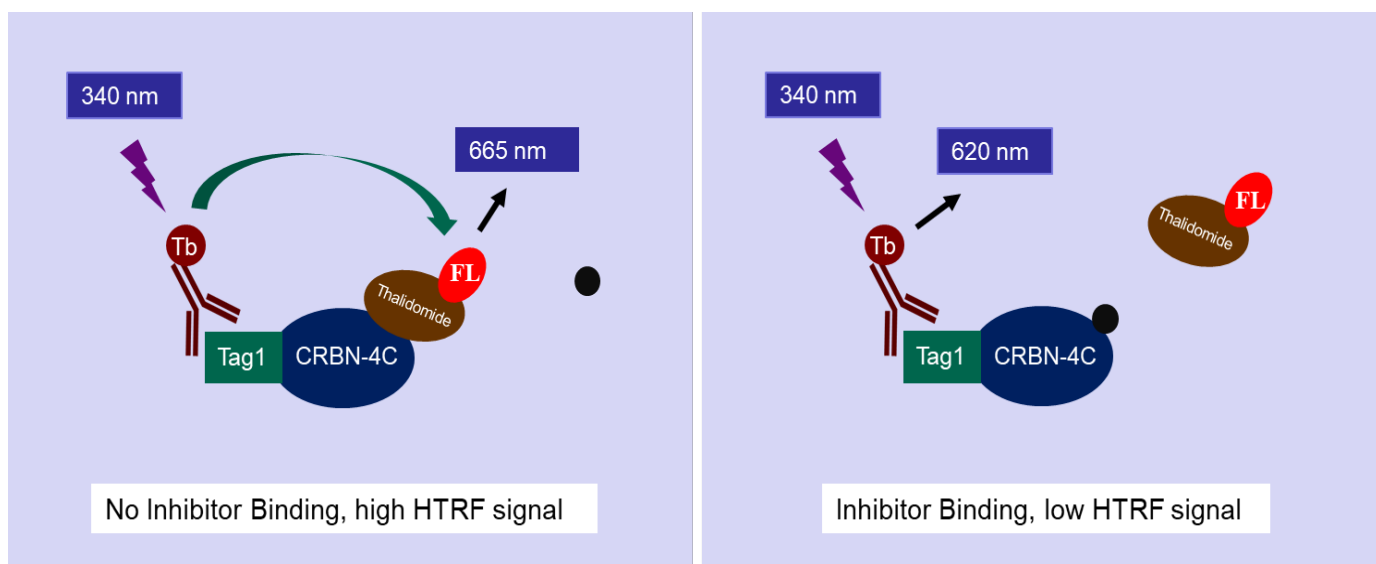 340 nm
665 nm
Tb
FL
Thalidomide
Tag1
CRBN-4C
No Inhibitor Binding, high HTRF signal
340 nm
620 nm
Tb
FL
Thalidomide
Tag1
CRBN-4C
Inhibitor Binding, low HTRF signal